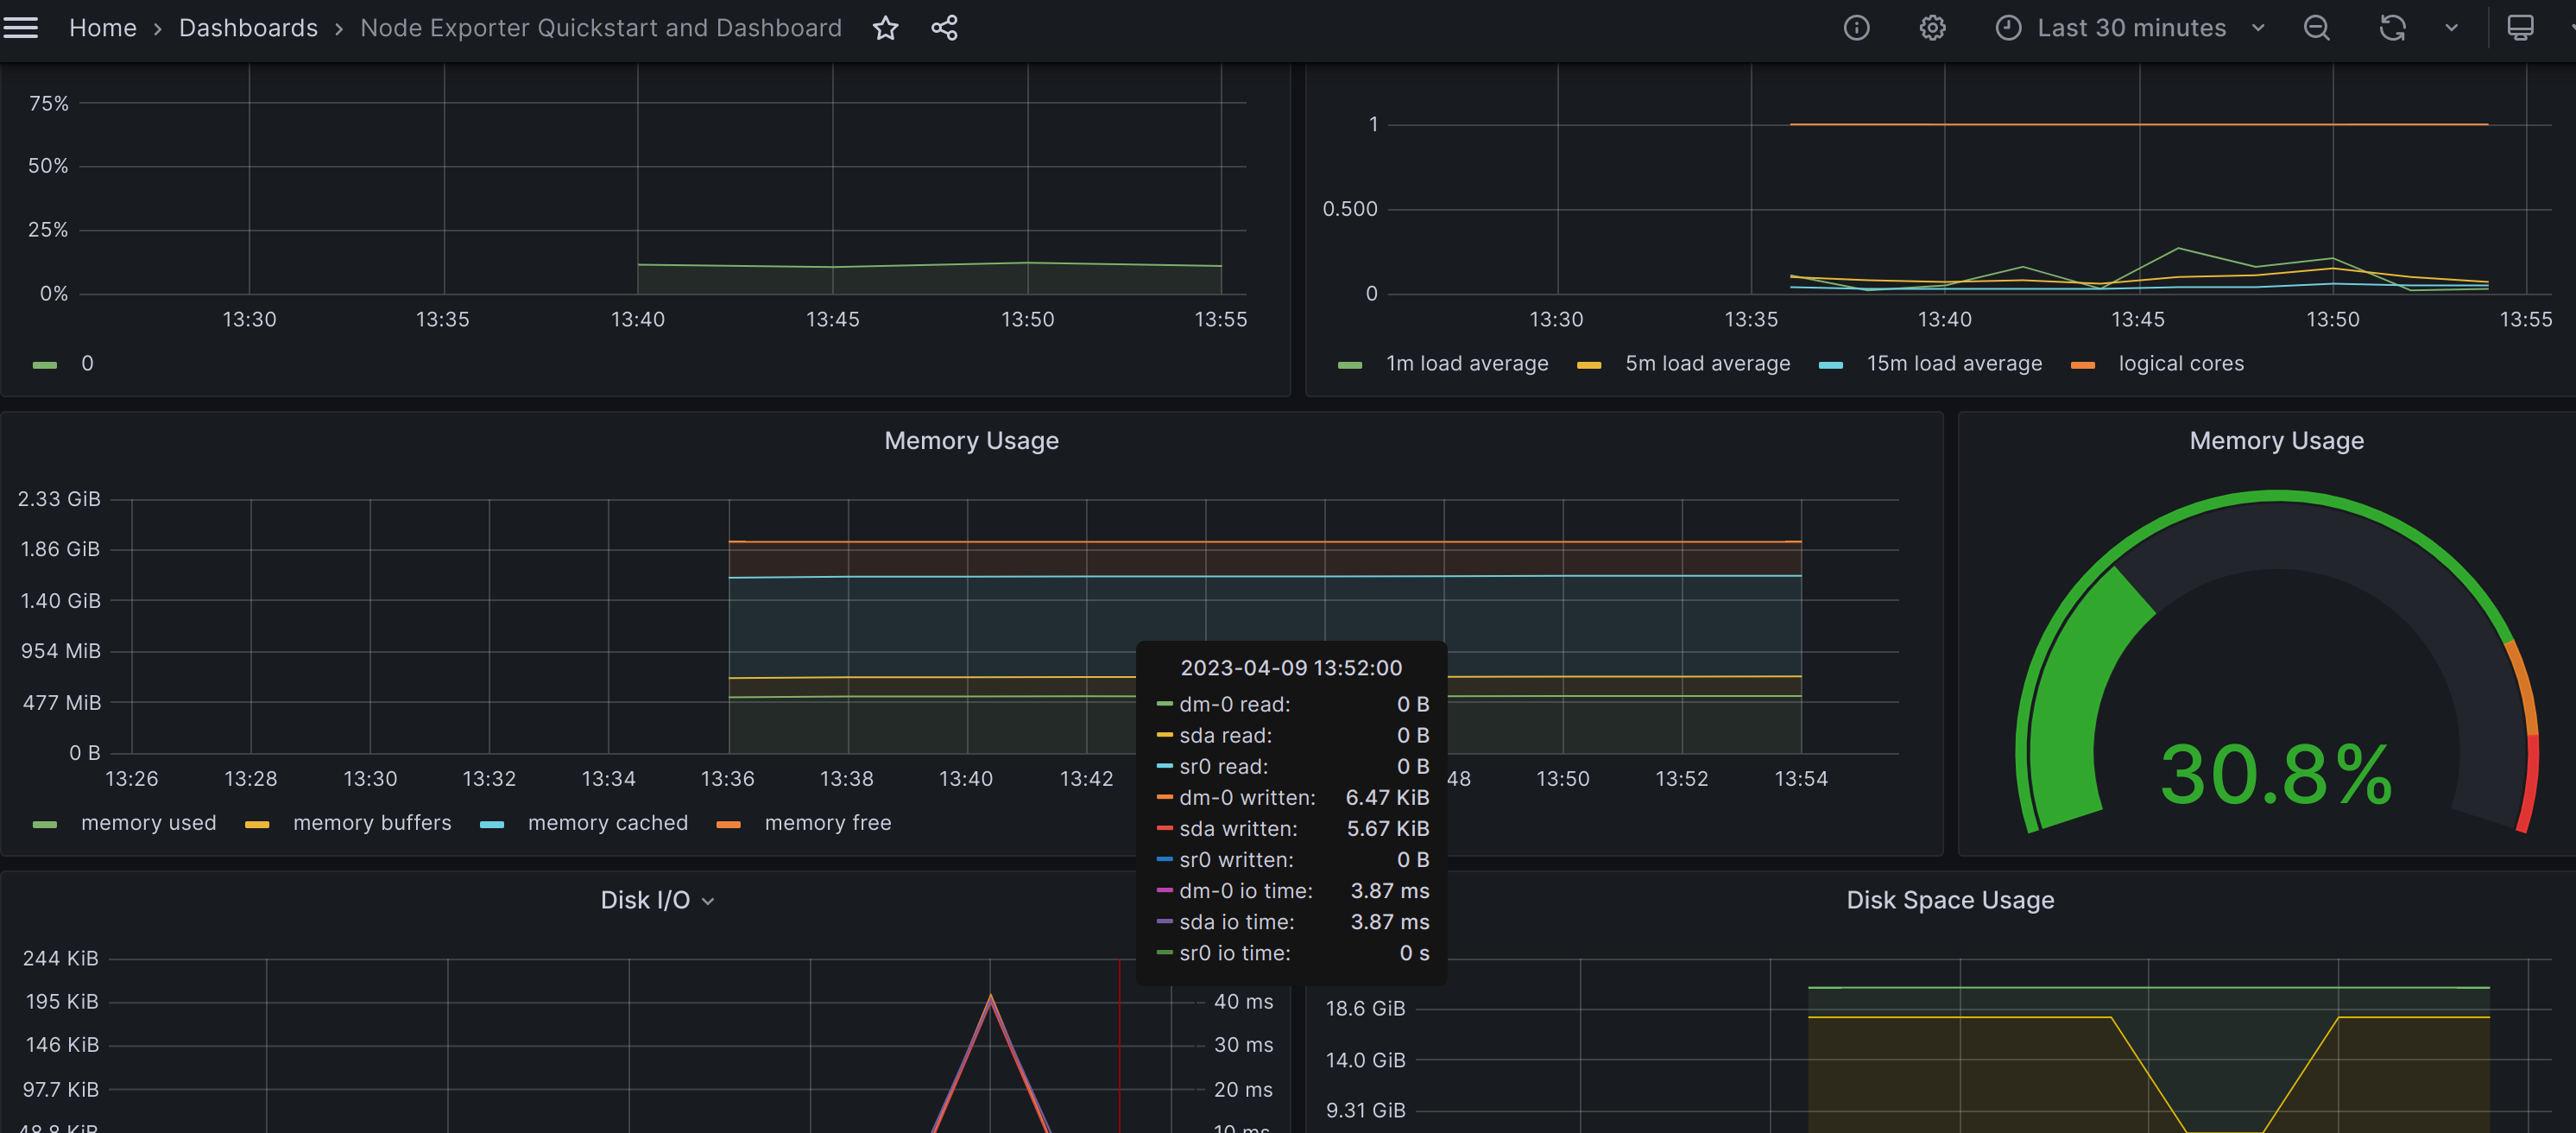 Home › Dashboards › Node Exporter Quickstart and Dashboard
Last 30 minutes
75%
50%
25%
0%
13:30 13:35 13:40 13:45 13:50 13:55
0
1
0.500
0
13:30 13:35 13:40 13:45 13:50 13:55
1m load average 5m load average 15m load average logical cores
Memory Usage
2.33 GiB
1.86 GiB
1.40 GiB
954 MiB
477 MiB
0 B
13:26 13:28 13:30 13:32 13:34 13:36 13:38 13:40 13:42 48 13:50 13:52 13:54
memory used memory buffers memory cached memory free
Memory Usage
30.8%
2023-04-09 13:52:00
dm-0 read: 0 B
sda read: 0 B
sr0 read: 0 B
dm-0 written: 6.47 KiB
sda written: 5.67 KiB
sr0 written: 0 B
dm-0 io time: 3.87 ms
sda io time: 3.87 ms
sr0 io time: 0 s
Disk I/O
244 KiB
195 KiB
146 KiB
97.7 KiB
48.8 KiB
40 ms
30 ms
20 ms
10 ms
Disk Space Usage
18.6 GiB
14.0 GiB
9.31 GiB